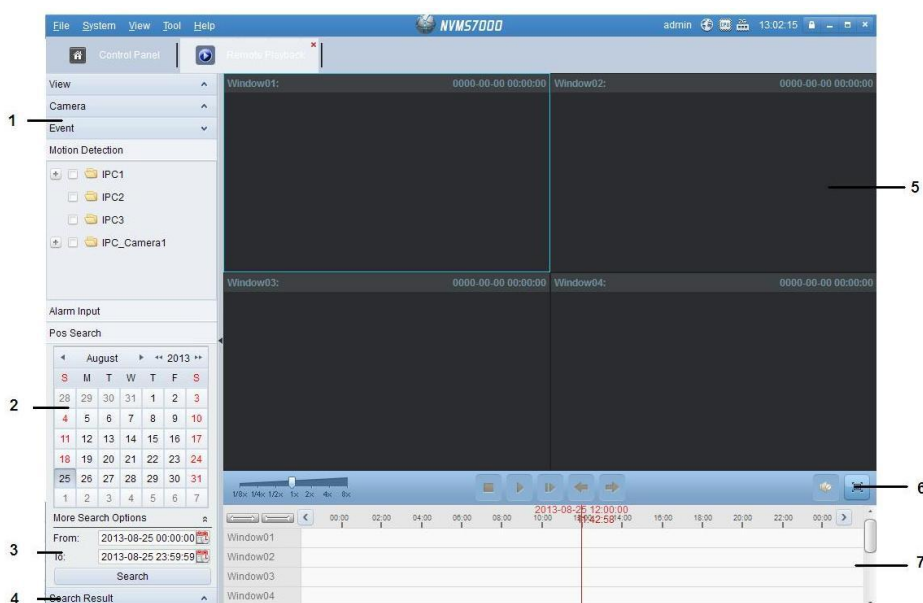 File System View Tool Help
NVMS7000
admin 13:02:15
Control Panel
Remote Playback
View
Camera
1
Event
Motion Detection
IPC1
IPC2
IPC3
IPC_Camera1
Alarm Input
Pos Search
August 2013
S M T W T F S
28 29 30 31 1 2 3
2
4 5 6 7 8 9 10
11 12 13 14 15 16 17
18 19 20 21 22 23 24
25 26 27 28 29 30 31
1 2 3 4 5 6 7
More Search Options
From: 2013-08-25 00:00:00
3
To: 2013-08-25 23:59:59
Search
4
Search Result
Window01: 0000-00-00 00:00:00
Window02: 0000-00-00 00:00:00
5
Window03: 0000-00-00 00:00:00
Window04: 0000-00-00 00:00:00
1/8x 1/4x 1/2x 1x 2x 4x 8x
6
2013-08-25 12:00:00
00:00 02:00 04:00 06:00 08:00 10:00 14:00 16:00 18:00 20:00 22:00 00:00
11:42:58
Window01
Window02
7
Window03
Window04